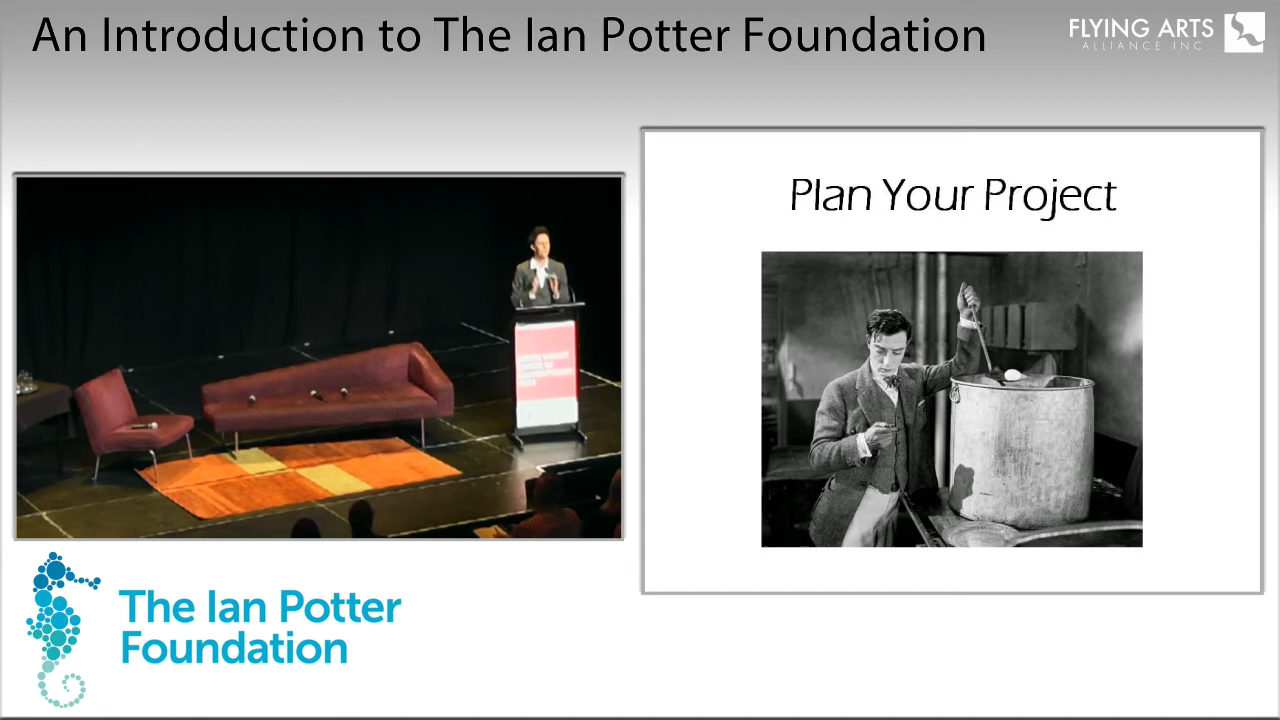 An Introduction to The Ian Potter Foundation
FLYING ARTS
ALLIANCE INC
Plan Your Project
The Ian Potter
Foundation